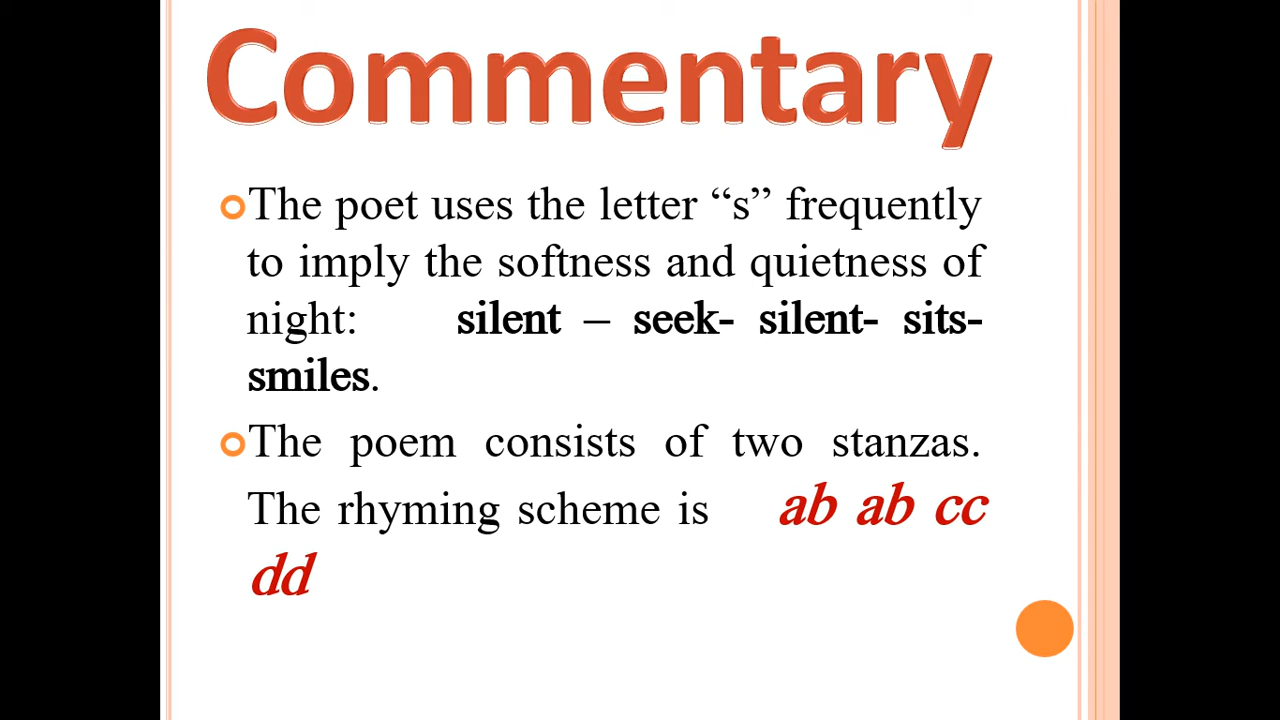 Commentary
The poet uses the letter “s” frequently
to imply the softness and quietness of
night: silent – seek- silent- sits-
smiles.
The poem consists of two stanzas.
The rhyming scheme is ab ab cc
dd